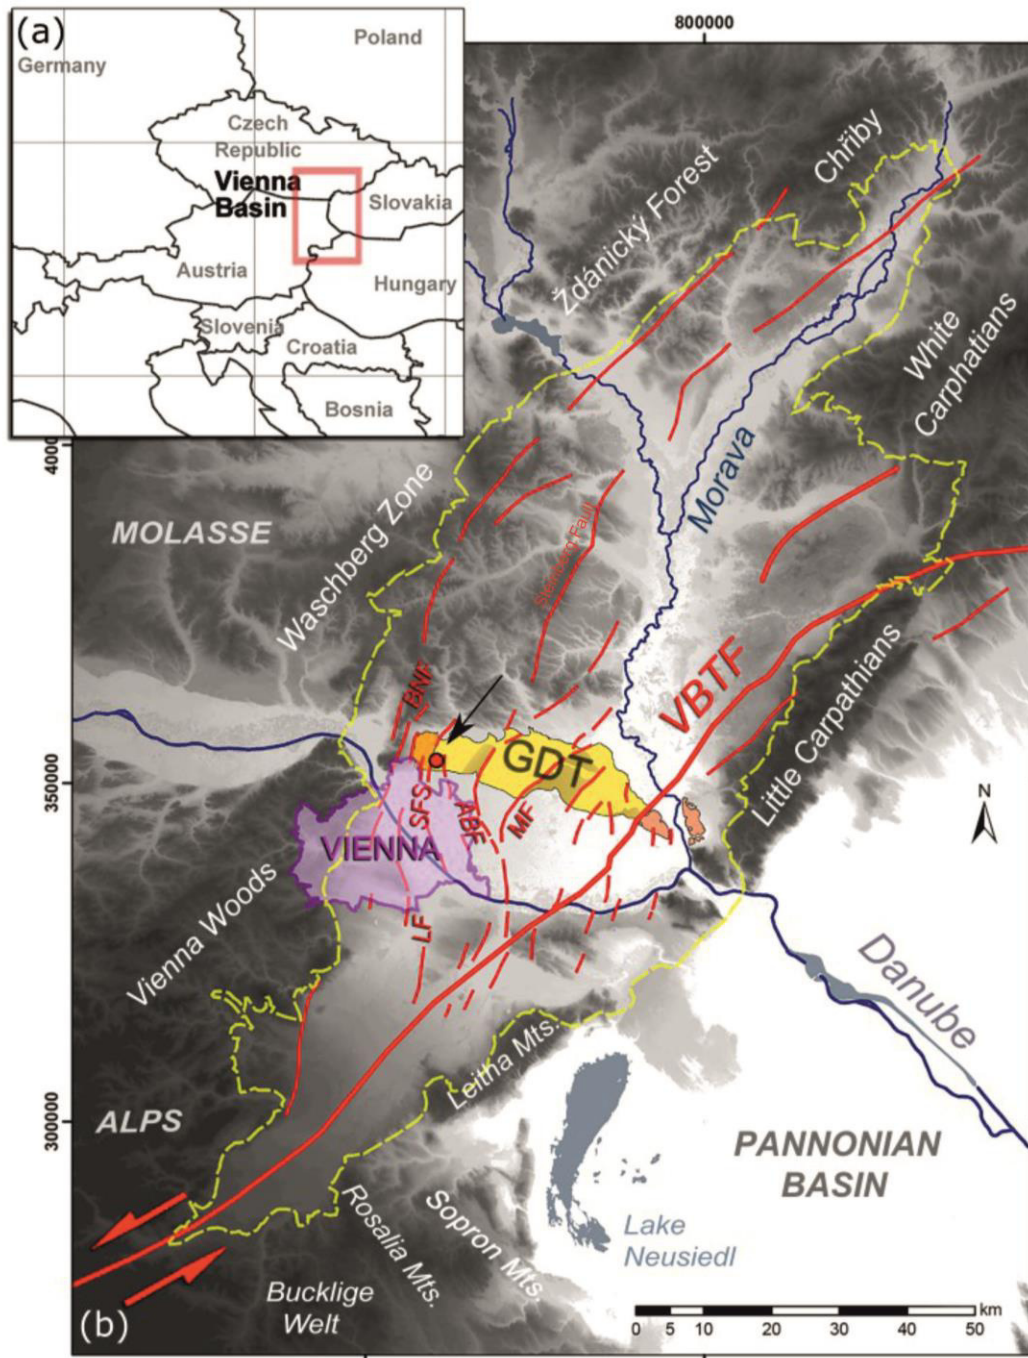 (a)
Poland
Germany
Czech
Republic
Vienna
Basin
Slovakia
Austria
Hungary
Slovenia
Croatia
Bosnia
800000
Chřiby
Ždánický Forest
White
Carphatians
Morava
400000
MOLASSE
Waschberg Zone
Steinberg Fault
BNF
VBTF
Little Carpathians
GDT
350000
N
SFS
ABF
MF
VIENNA
LF
Vienna Woods
Danube
Leitha Mts.
300000
ALPS
PANNONIAN
BASIN
Rosalia Mts.
Sopron Mts.
Lake
Neusiedl
Bucklige
Welt
(b)
km
0 5 10 20 30 40 50